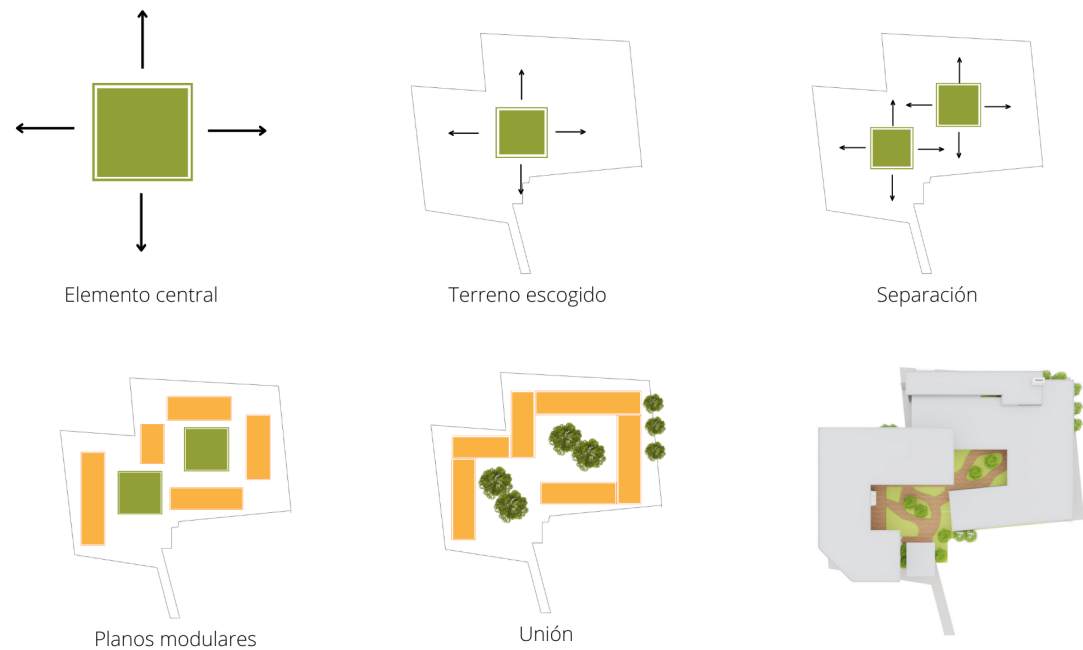 Elemento central
Terreno escogido
Separación
Planos modulares
Unión